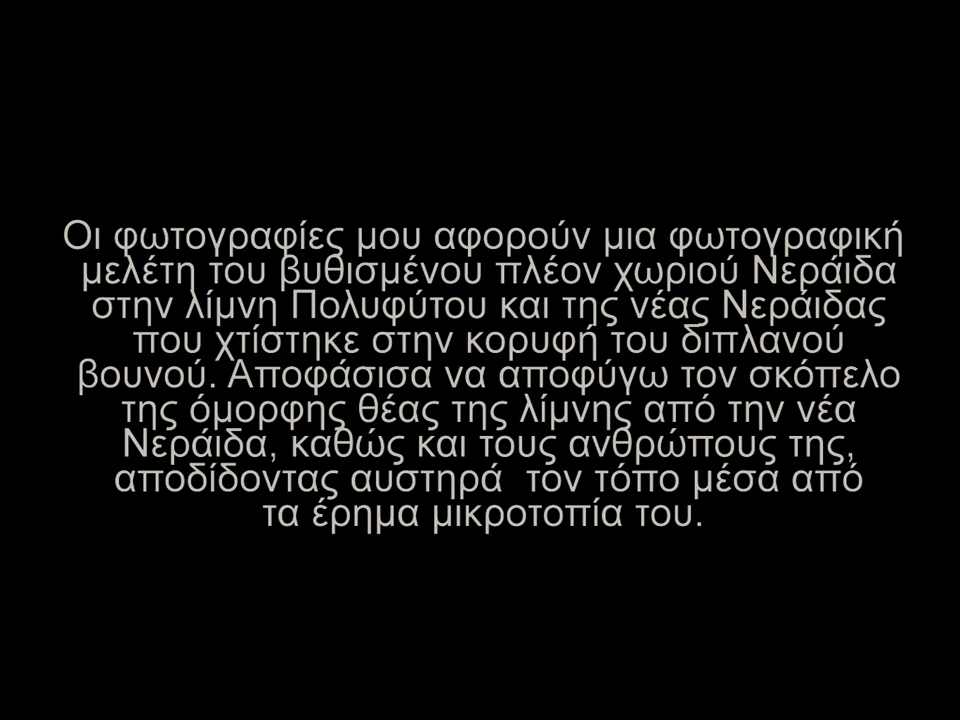 Οι φωτογραφίες μου αφορούν μια φωτογραφική
μελέτη του βυθισμένου πλέον χωριού Νεράιδα
στην λίμνη Πολυφύτου και της νέας Νεράιδας
που χτίστηκε στην κορυφή του διπλανού
βουνού. Αποφάσισα να αποφύγω τον σκόπελο
της όμορφης θέας της λίμνης από την νέα
Νεράιδα, καθώς και τους ανθρώπους της,
αποδίδοντας αυστηρά  τον τόπο μέσα από
τα έρημα μικροτοπία του.